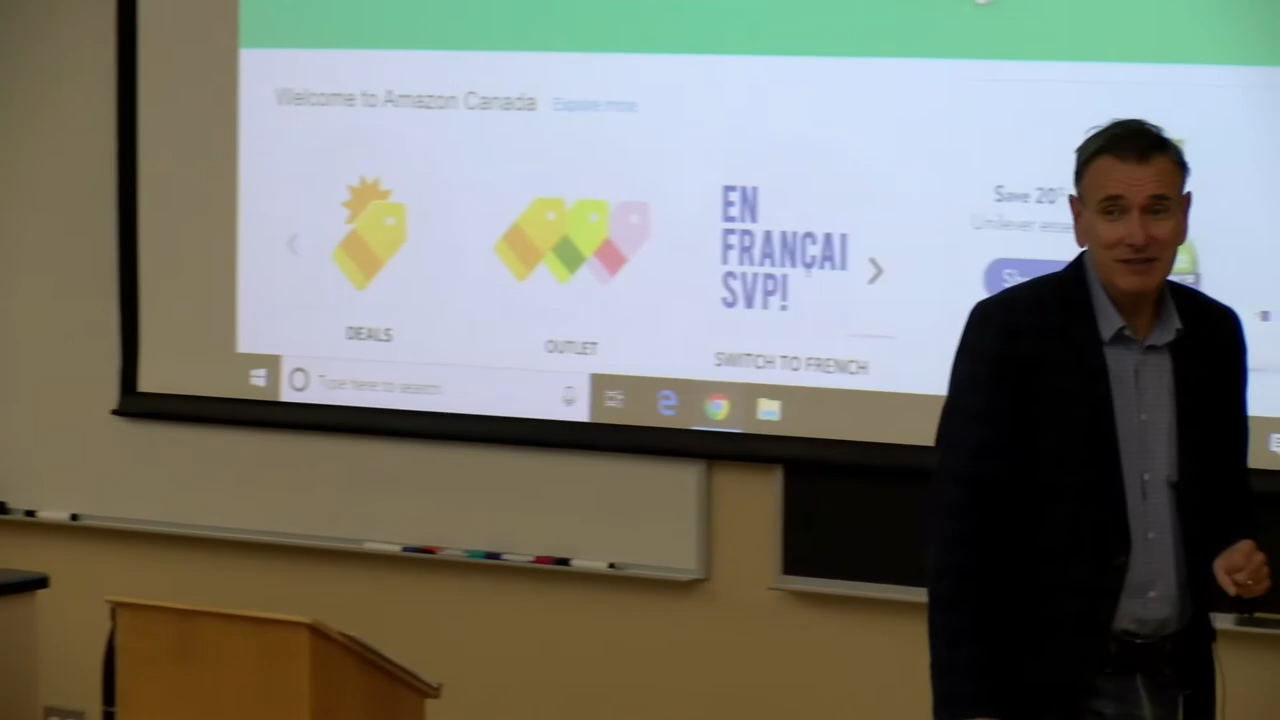 Welcome to Amazon Canada Explore more
EN
FRANÇAI
SVP!
Save 20
Unilever
DEALS
OUTLET
SWITCH TO FRENCH
Type here to search